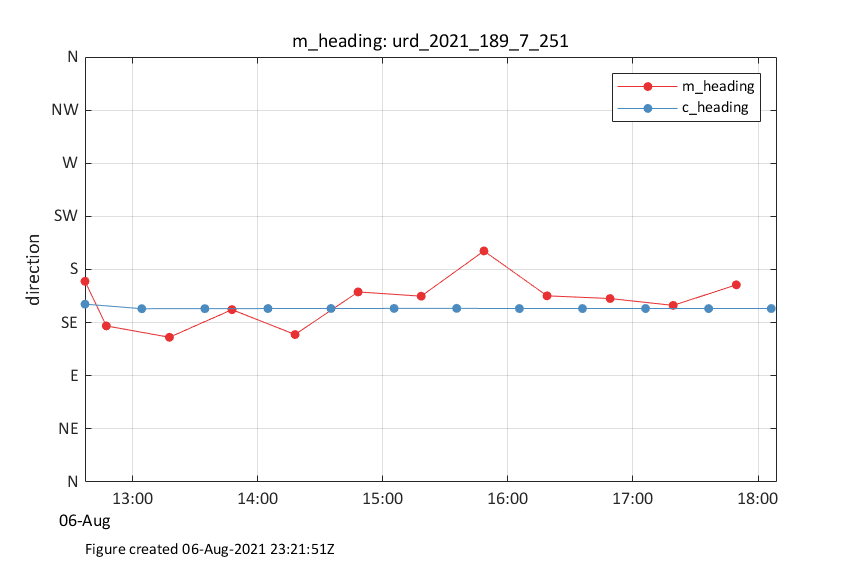 m_heading: urd_2021_189_7_251
N
NW
W
SW
S
SE
E
NE
N
direction
m_heading
c_heading
13:00 14:00 15:00 16:00 17:00 18:00
06-Aug
Figure created 06-Aug-2021 23:21:51Z